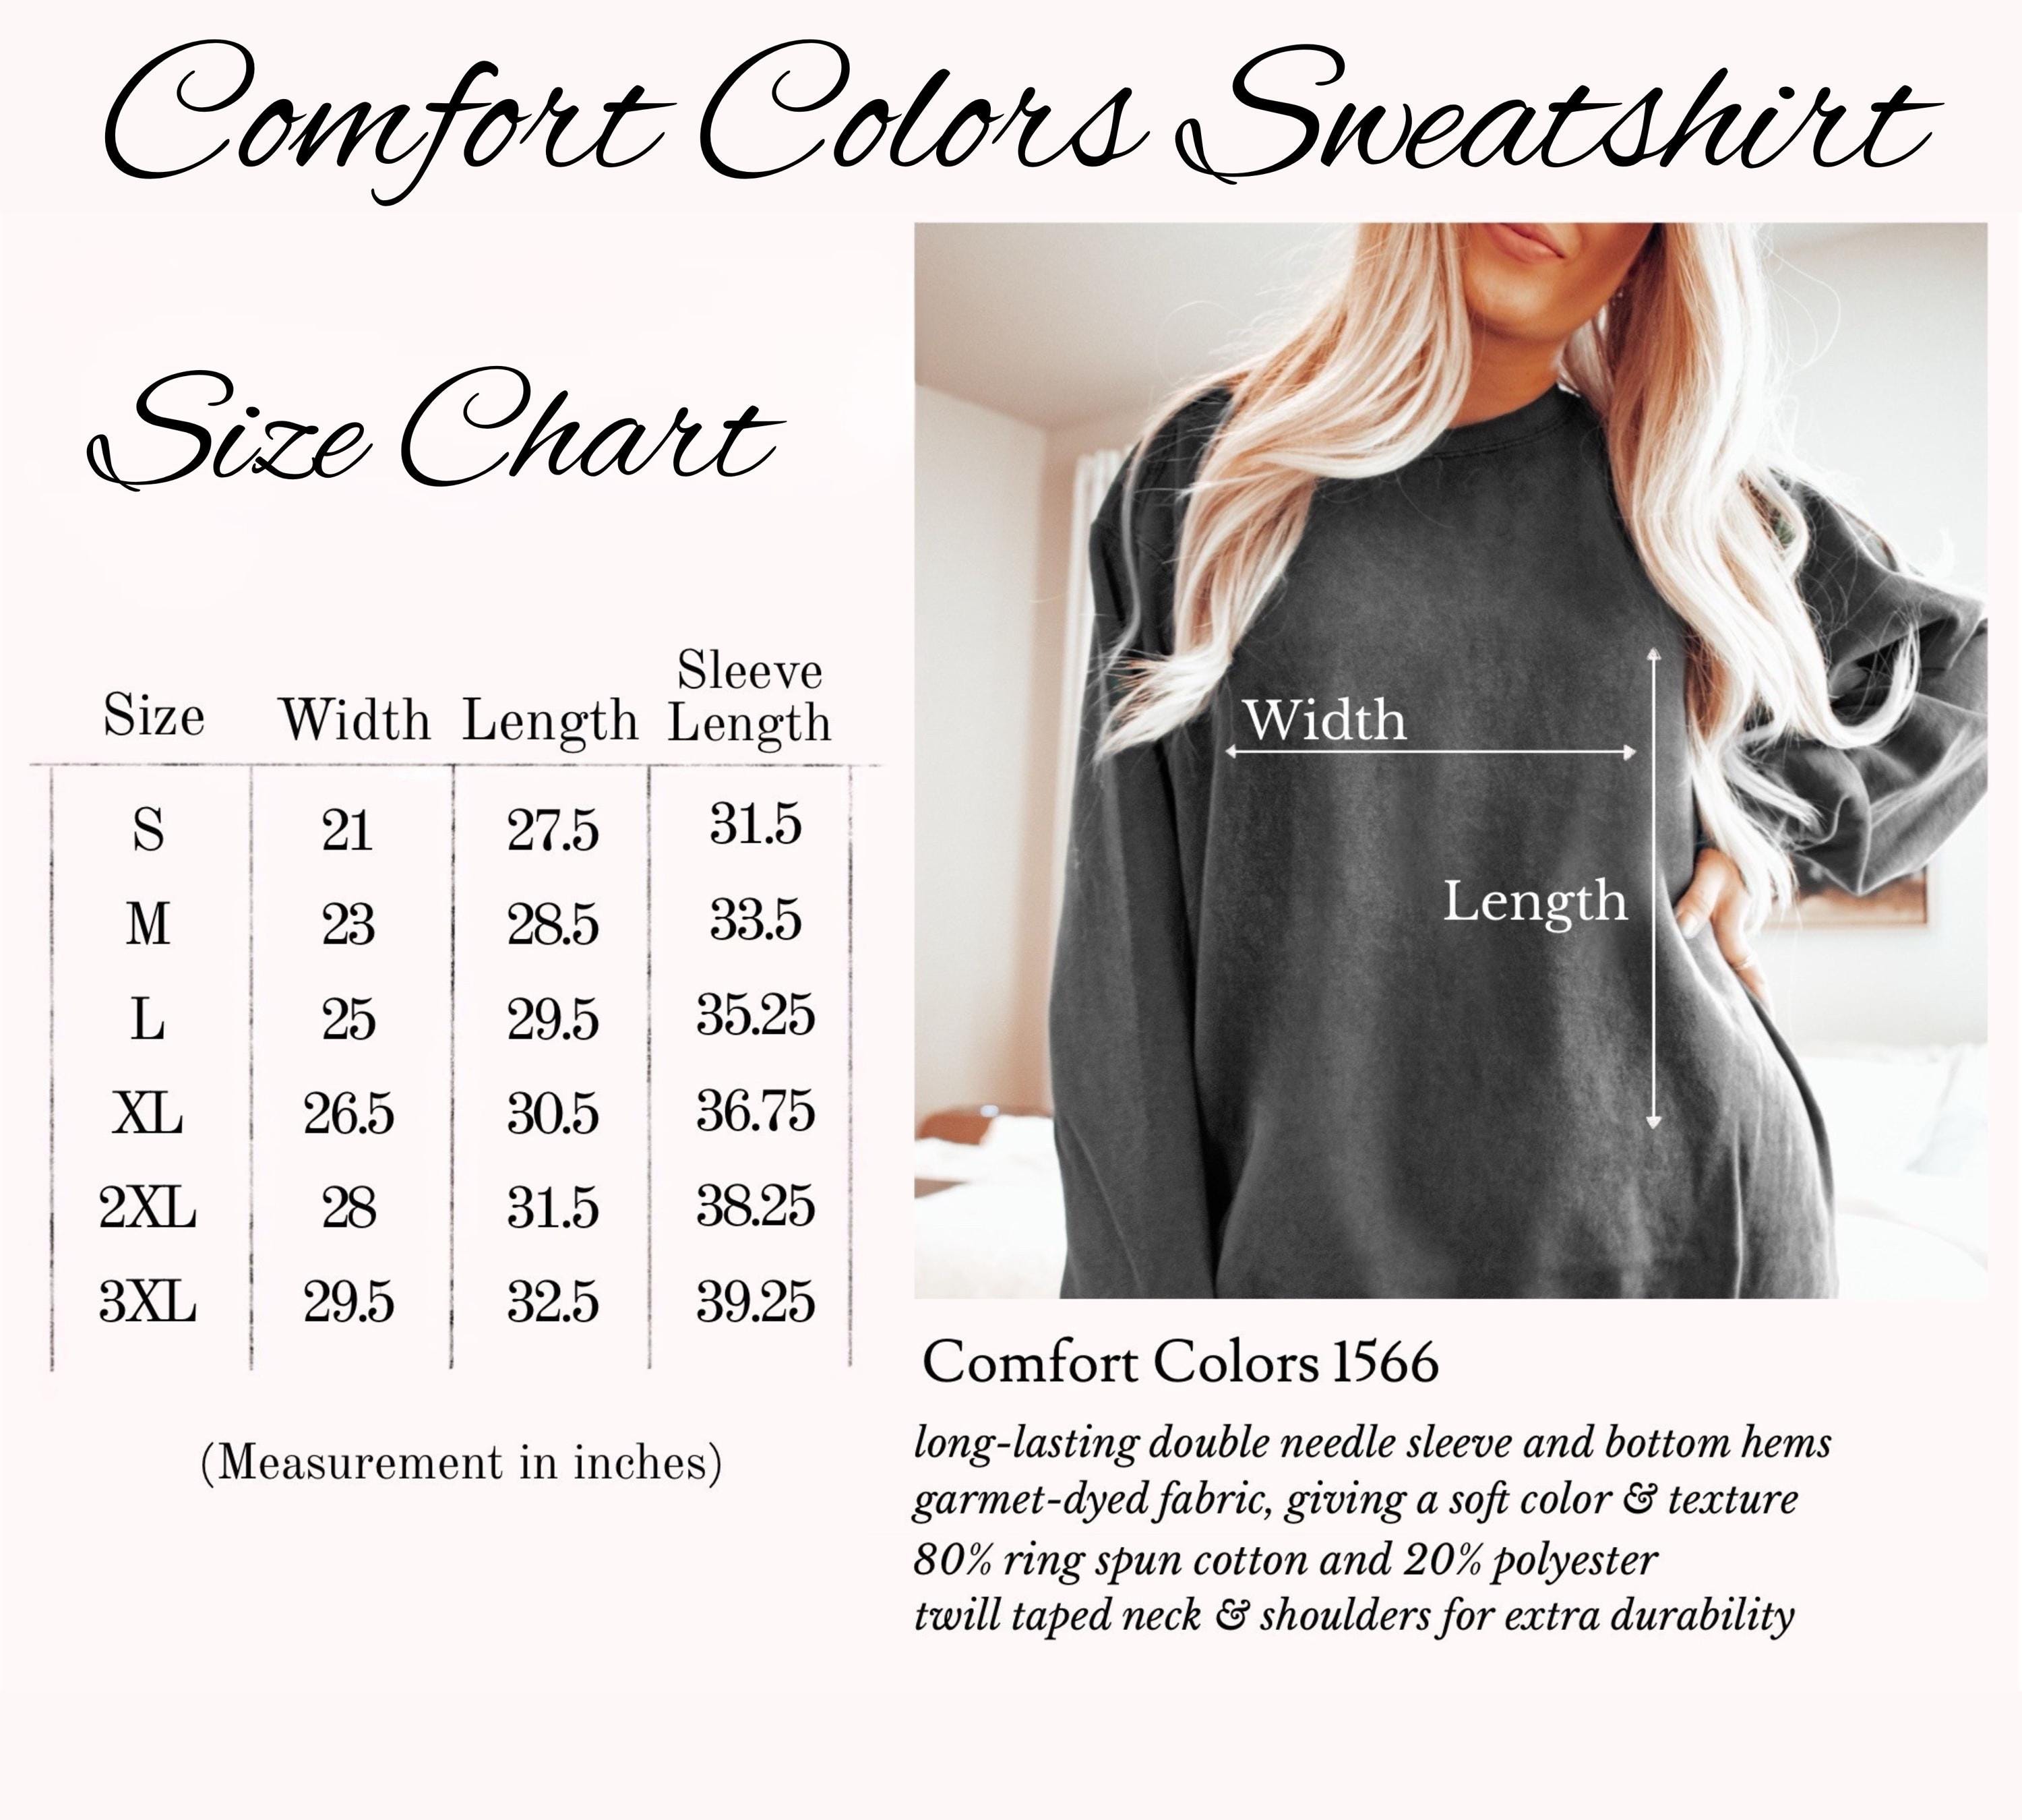 Comfort Colors Sweatshirt
Size Chart
Size Width Length Sleeve Length
S 21 27.5 31.5
M 23 28.5 33.5
L 25 29.5 35.25
XL 26.5 30.5 36.75
2XL 28 31.5 38.25
3XL 29.5 32.5 39.25
(Measurement in inches)
Width
Length
Comfort Colors 1566
long-lasting double needle sleeve and bottom hems
garmet-dyed fabric, giving a soft color & texture
80% ring spun cotton and 20% polyester
twill taped neck & shoulders for extra durability